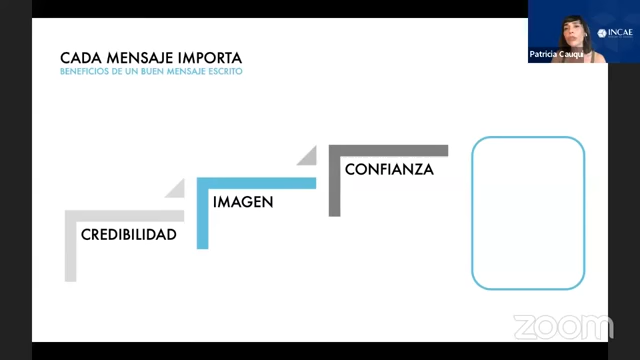 CADA MENSAJE IMPORTA
BENEFICIOS DE UN BUEN MENSAJE ESCRITO
CREDIBILIDAD
IMAGEN
CONFIANZA
Patricia Cauqui
INCAE
zoom